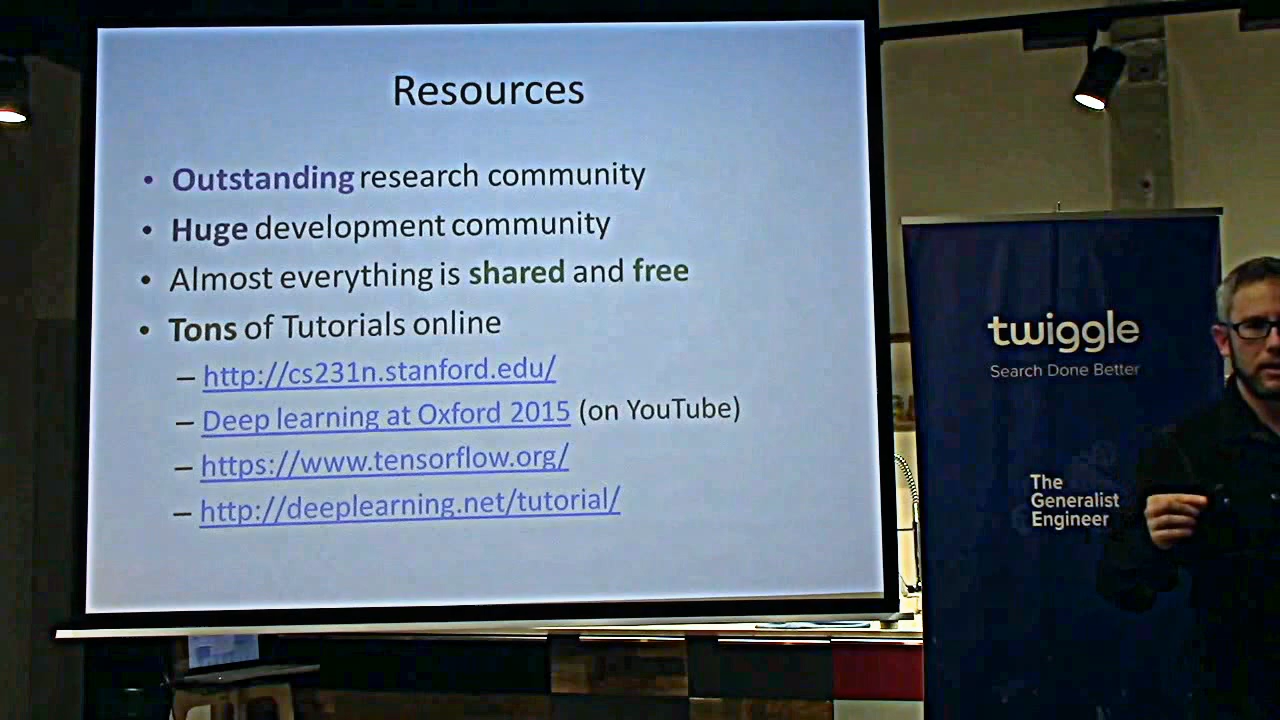 Resources
• Outstanding research community
• Huge development community
• Almost everything is shared and free
• Tons of Tutorials online
– http://cs231n.stanford.edu/
– Deep learning at Oxford 2015 (on YouTube)
– https://www.tensorflow.org/
– http://deeplearning.net/tutorial/
twiggle
Search Done Better
The
Generalist
Engineer